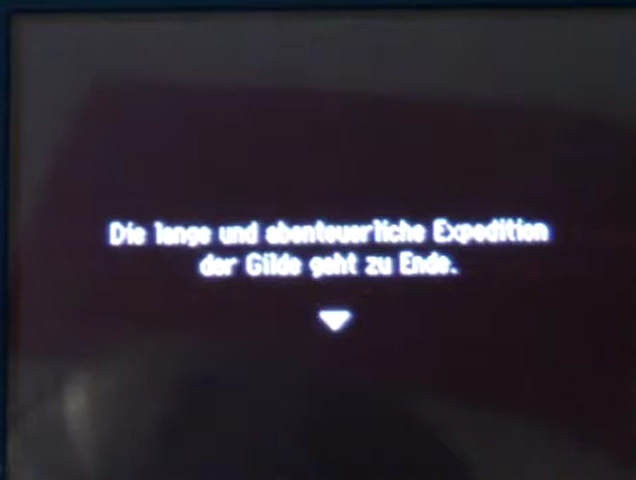 Die lange und abenteuerliche Expedition
der Gilde geht zu Ende.